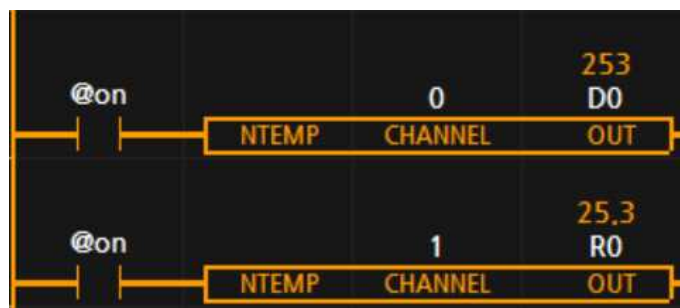 253
@on 0 D0
NTEMP CHANNEL OUT
25.3
@on 1 R0
NTEMP CHANNEL OUT